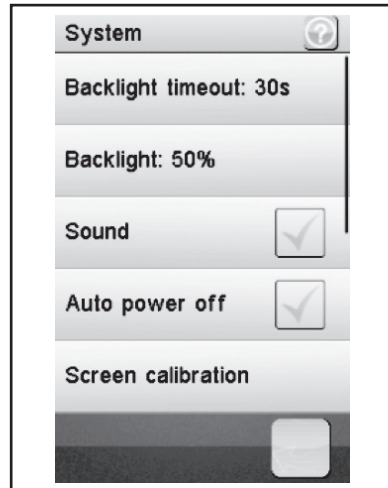 System
?
Backlight timeout: 30s
Backlight: 50%
Sound
Auto power off
Screen calibration